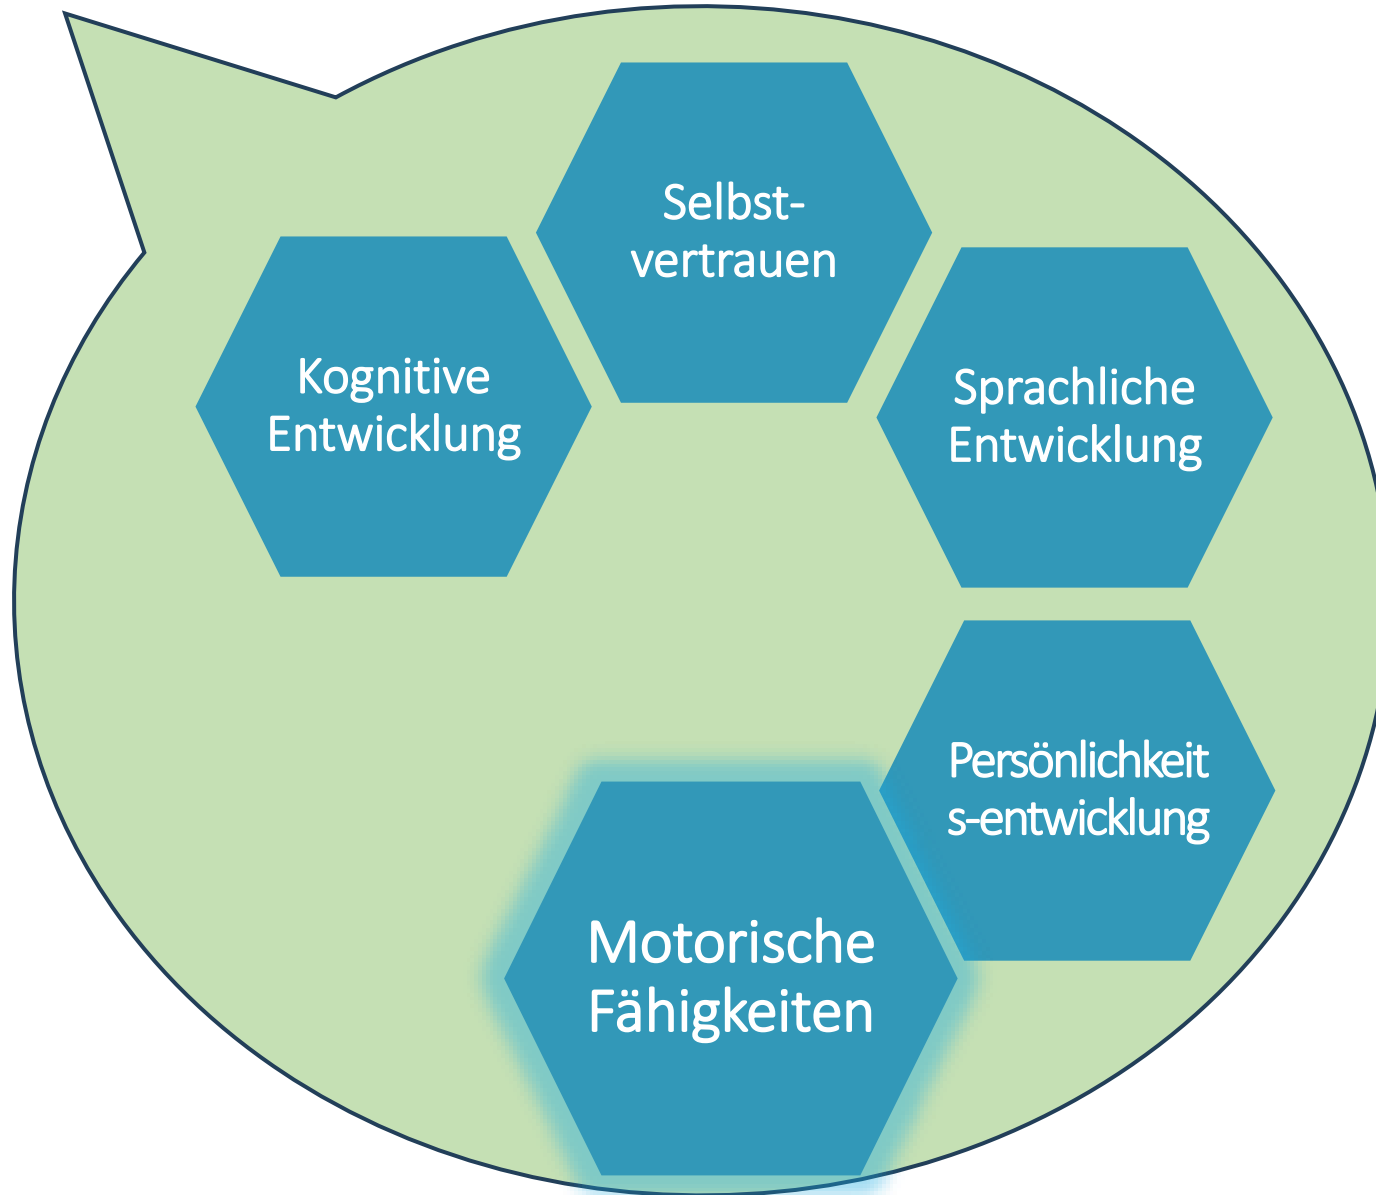 Selbst-
vertrauen
Kognitive
Entwicklung
Sprachliche
Entwicklung
Persönlichkeit
s-entwicklung
Motorische
Fähigkeiten